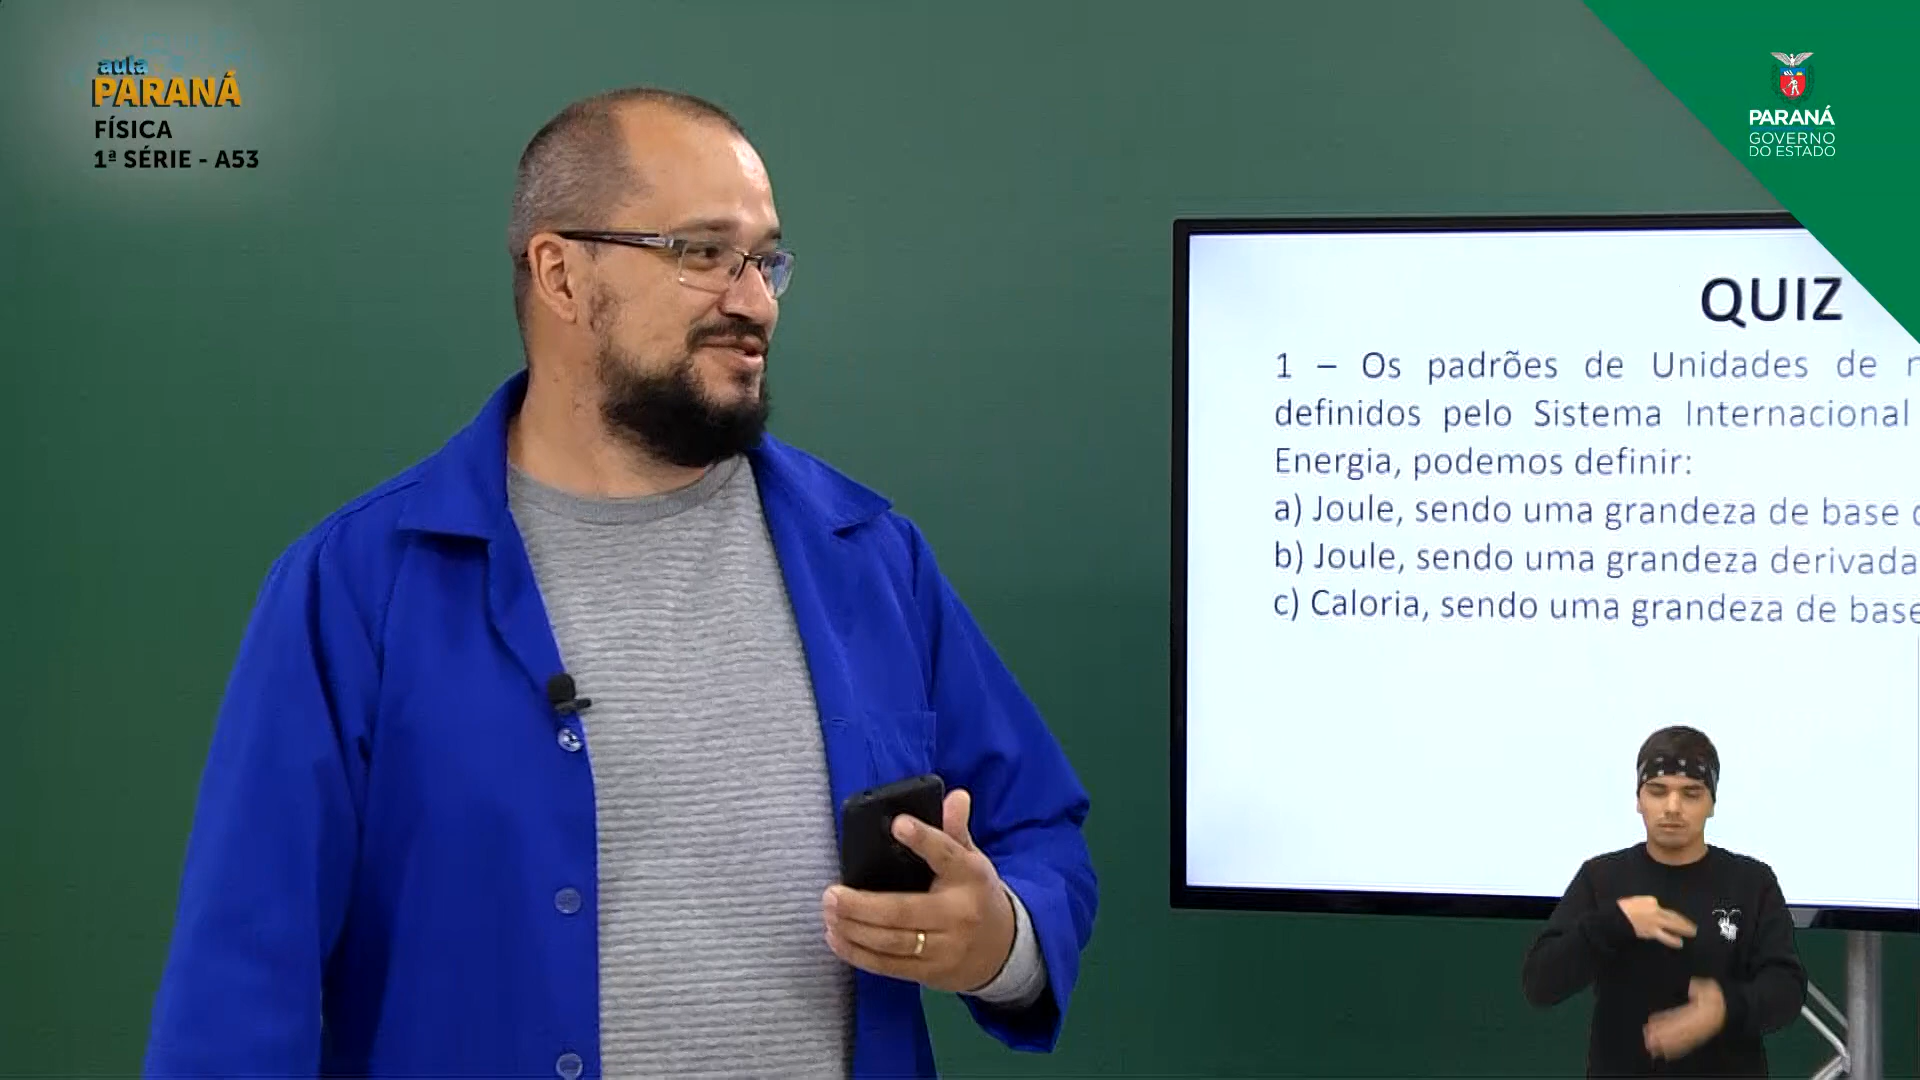 aula
PARANÁ
FÍSICA
1ª SÉRIE - A53
PARANÁ
GOVERNO
DO ESTADO
QUIZ
1 – Os padrões de Unidades de
definidos pelo Sistema Internacional
Energia, podemos definir:
a) Joule, sendo uma grandeza de base
b) Joule, sendo uma grandeza derivada
c) Caloria, sendo uma grandeza de base